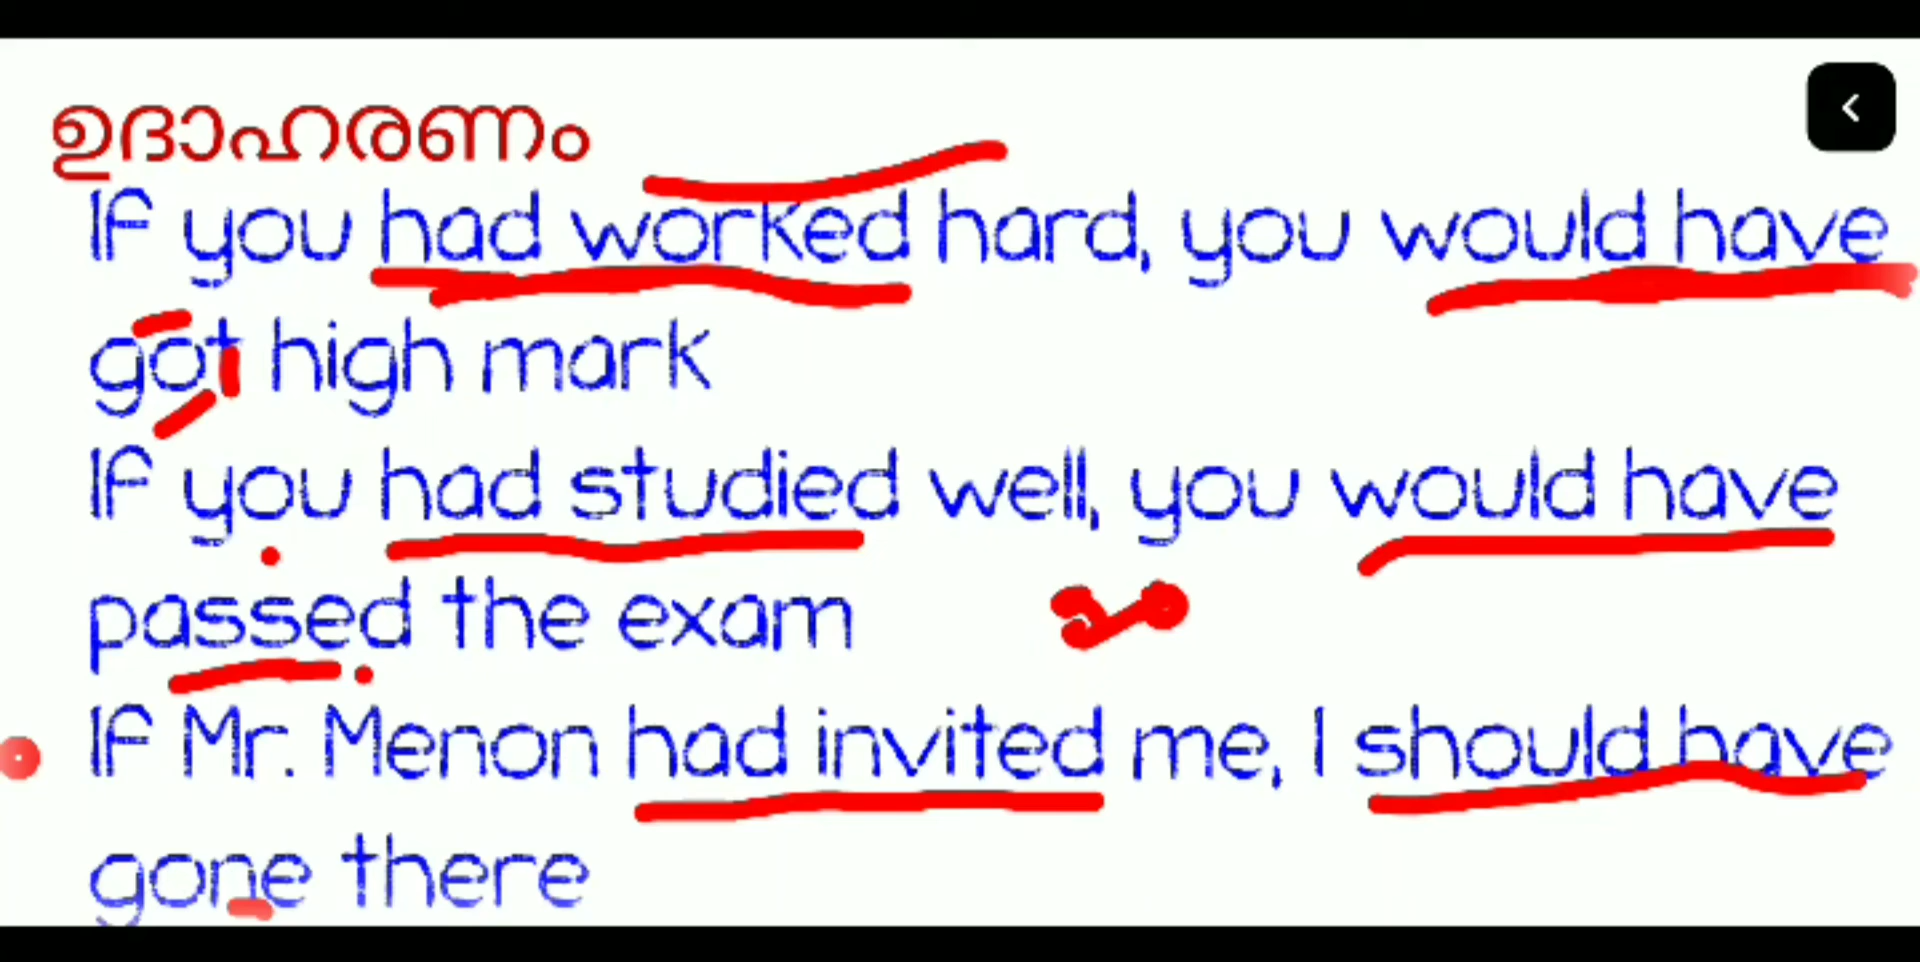 ഉദാഹരണം
If you had worked hard, you would have
got high mark
If you had studied well, you would have
passed the exam
If Mr. Menon had invited me, I should have
gone there